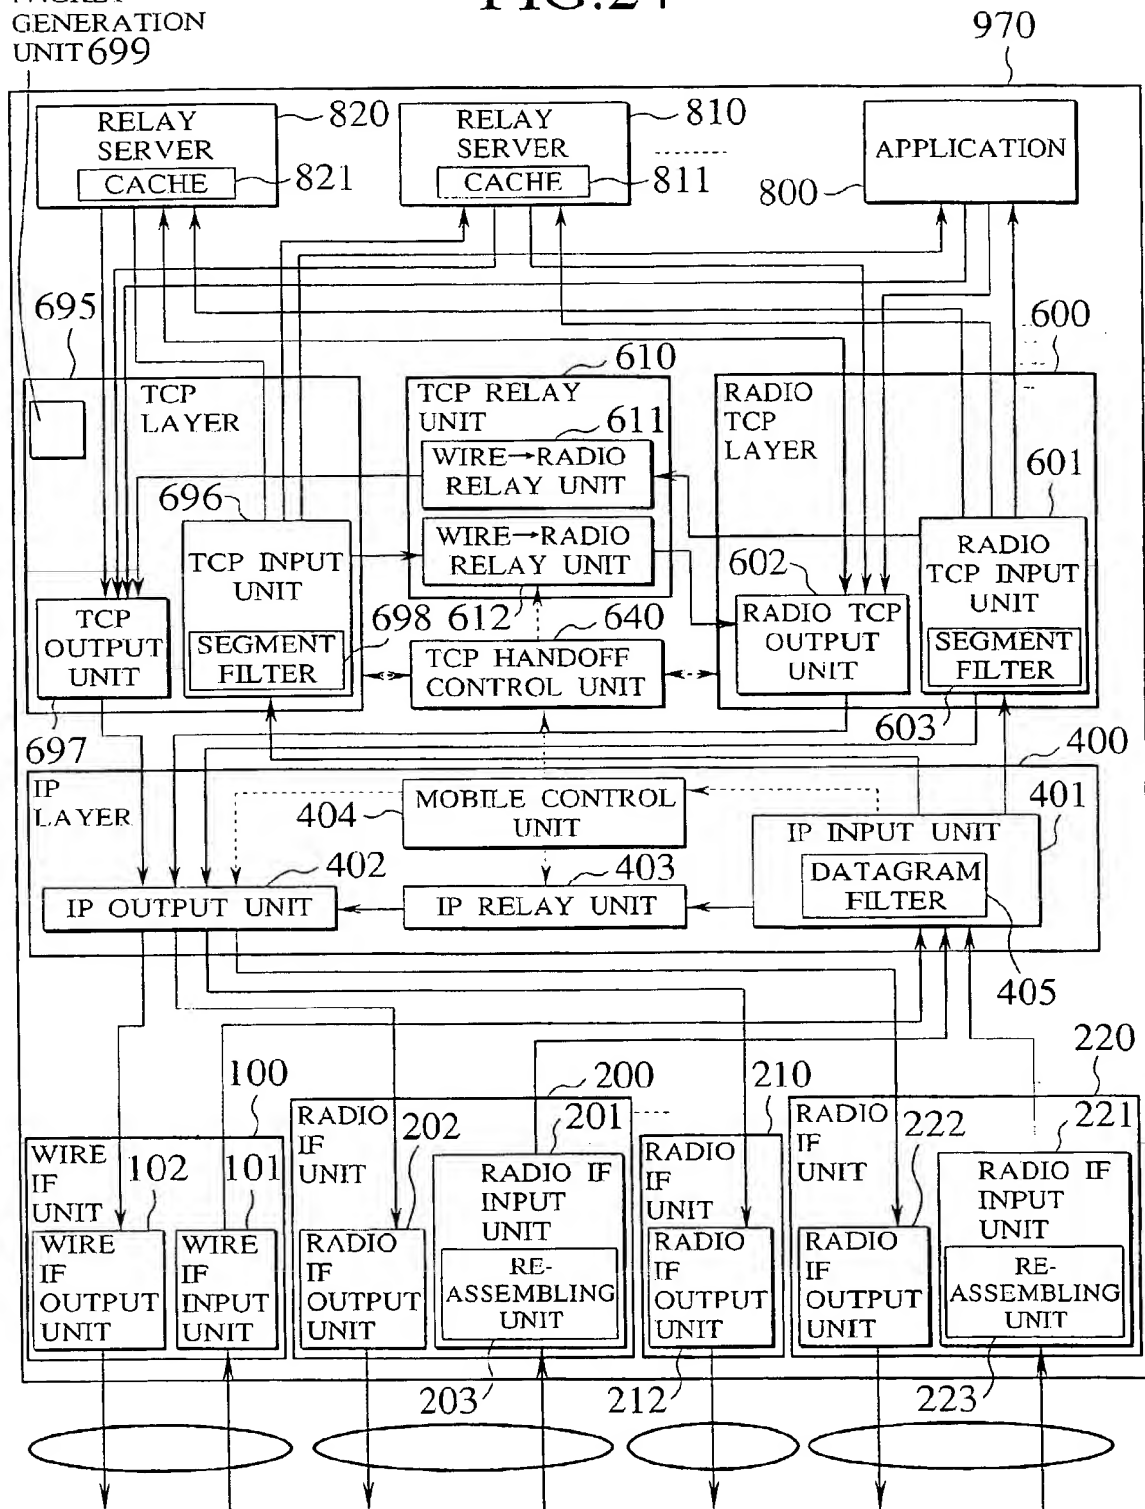 FIG.24
GENERATION
UNIT 699
970
RELAY
SERVER
CACHE
820
821
RELAY
SERVER
CACHE
810
811
APPLICATION
800
695
610
600
TCP
LAYER
TCP RELAY
UNIT
611
WIRE→RADIO
RELAY UNIT
WIRE→RADIO
RELAY UNIT
612
RADIO
TCP
LAYER
601
696
TCP INPUT
UNIT
SEGMENT
FILTER
698
TCP
OUTPUT
UNIT
697
640
TCP HANDOFF
CONTROL UNIT
602
RADIO TCP
OUTPUT
UNIT
RADIO
TCP INPUT
UNIT
SEGMENT
FILTER
603
400
IP
LAYER
404
MOBILE CONTROL
UNIT
401
IP INPUT UNIT
DATAGRAM
FILTER
405
402
IP OUTPUT UNIT
403
IP RELAY UNIT
100
WIRE
IF
UNIT
102
101
WIRE
IF
OUTPUT
UNIT
WIRE
IF
INPUT
UNIT
200
RADIO
IF
UNIT
202
201
RADIO
IF
OUTPUT
UNIT
RADIO IF
INPUT
UNIT
RE-
ASSEMBLING
UNIT
203
210
RADIO
IF
UNIT
RADIO
IF
OUTPUT
UNIT
212
220
RADIO
IF
UNIT
222
221
RADIO
IF
OUTPUT
UNIT
RADIO IF
INPUT
UNIT
RE-
ASSEMBLING
UNIT
223